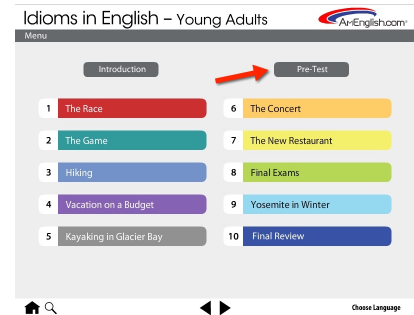 Idioms in English – Young Adults
AmEnglish.com
Menu
Introduction
Pre-Test
1 The Race
2 The Game
3 Hiking
4 Vacation on a Budget
5 Kayaking in Glacier Bay
6 The Concert
7 The New Restaurant
8 Final Exams
9 Yosemite in Winter
10 Final Review
Choose Language